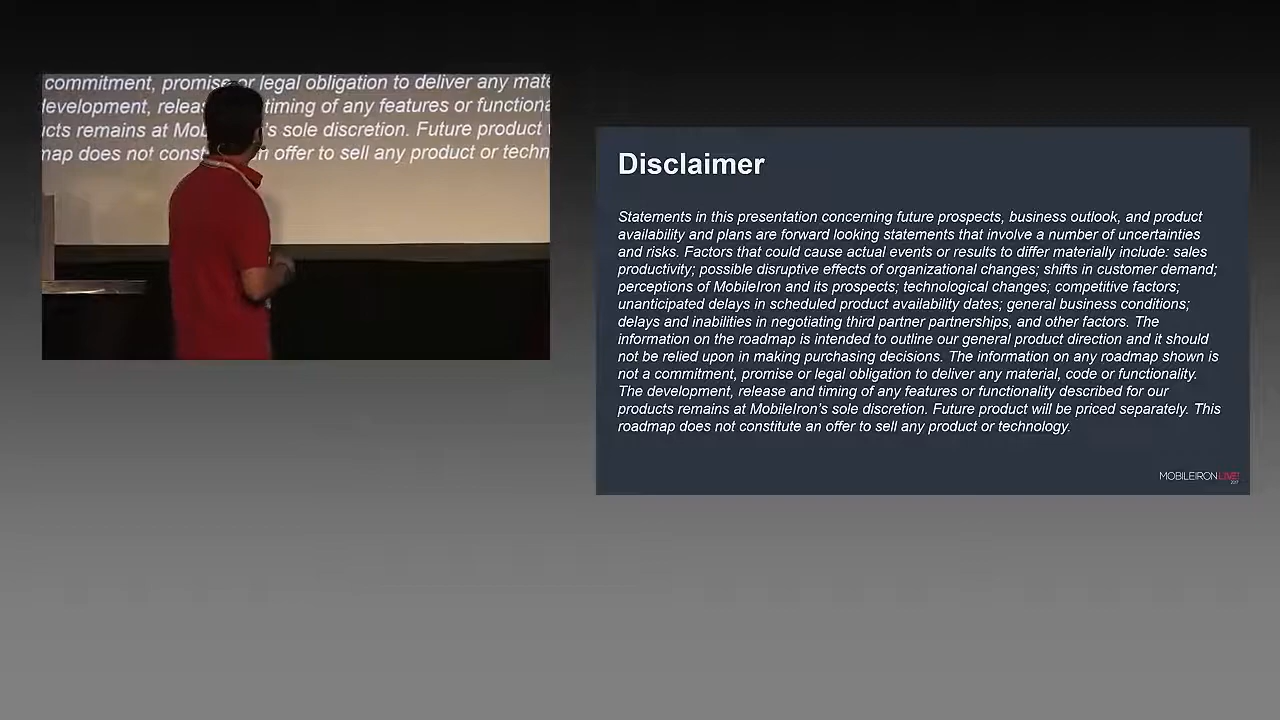 commitment, promise or legal obligation to deliver any mate
development, relea timing of any features or functiona
ucts remains at Mob 's sole discretion. Future product
map does not const an offer to sell any product or techn
Disclaimer
Statements in this presentation concerning future prospects, business outlook, and product
availability and plans are forward looking statements that involve a number of uncertainties
and risks. Factors that could cause actual events or results to differ materially include: sales
productivity; possible disruptive effects of organizational changes; shifts in customer demand;
perceptions of MobileIron and its prospects; technological changes, competitive factors;
unanticipated delays in scheduled product availability dates; general business conditions;
delays and inabilities in negotiating third partner partnerships, and other factors. The
information on the roadmap is intended to outline our general product direction and it should
not be relied upon in making purchasing decisions. The information on any roadmap shown is
not a commitment, promise or legal obligation to deliver any material, code or functionality.
The development, release and timing of any features or functionality described for our
products remains at MobileIron's sole discretion. Future product will be priced separately. This
roadmap does not constitute an offer to sell any product or technology.
MOBILEIRON LIVE!
2017